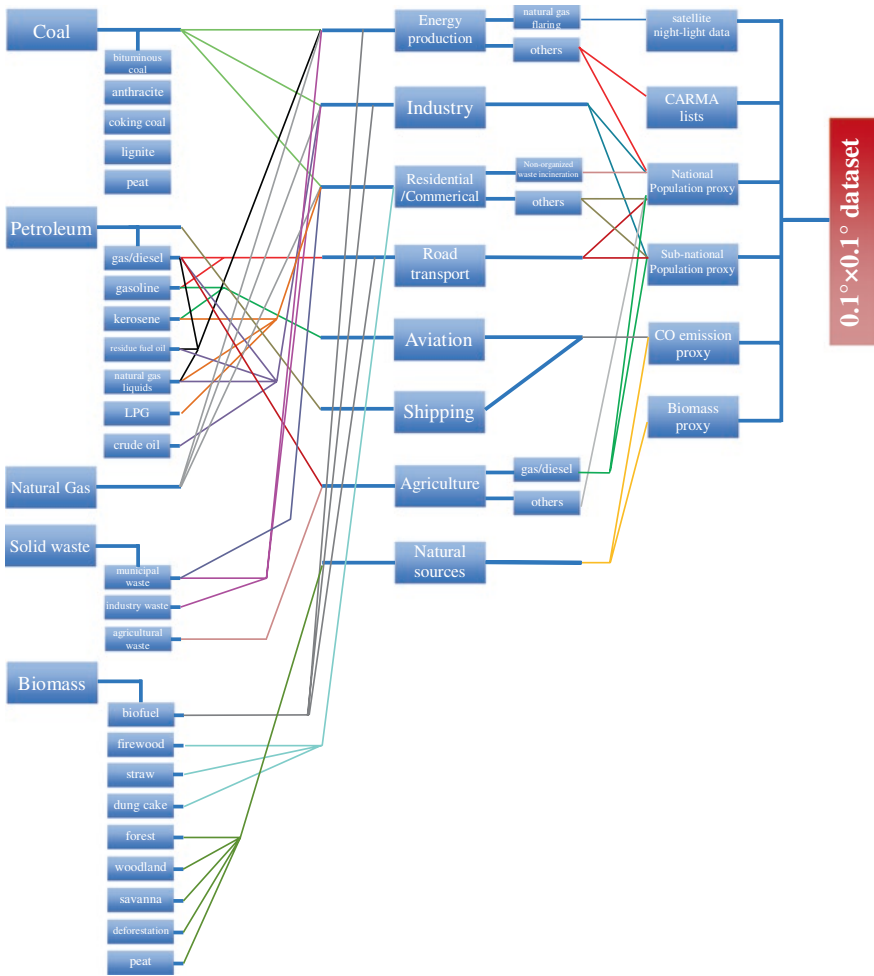 Coal
bituminous
coal
anthracite
coking coal
lignite
peat
Petroleum
gas/diesel
gasoline
kerosene
residue fuel oil
natural gas
liquids
LPG
crude oil
Natural Gas
Solid waste
municipal
waste
industry waste
agricultural
waste
Biomass
biofuel
firewood
straw
dung cake
forest
woodland
savanna
deforestation
peat
Energy
production
natural gas
flaring
others
Industry
Residential
/Commerical
Non-organized
waste incineration
others
Road
transport
Aviation
Shipping
Agriculture
gas/diesel
others
Natural
sources
satellite
night-light data
CARMA
lists
National
Population proxy
Sub-national
Population proxy
CO emission
proxy
Biomass
proxy
0.1°×0.1° dataset